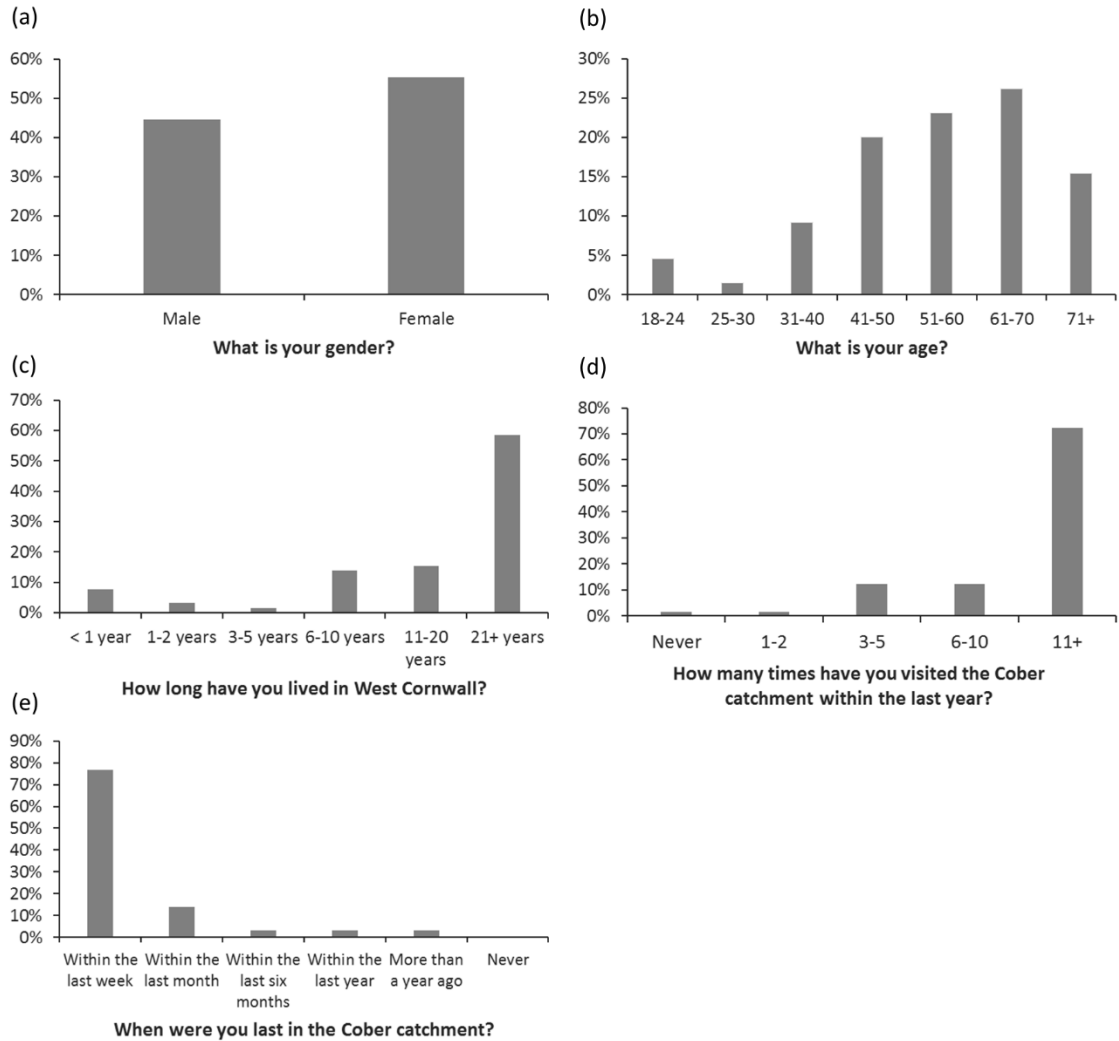 (a)
60%
50%
40%
30%
20%
10%
0%
Male Female
What is your gender?
(b)
30%
25%
20%
15%
10%
5%
0%
18-24 25-30 31-40 41-50 51-60 61-70 71+
What is your age?
(c)
70%
60%
50%
40%
30%
20%
10%
0%
< 1 year 1-2 years 3-5 years 6-10 years 11-20 21+ years
years
How long have you lived in West Cornwall?
(d)
80%
70%
60%
50%
40%
30%
20%
10%
0%
Never 1-2 3-5 6-10 11+
How many times have you visited the Cober
catchment within the last year?
(e)
90%
80%
70%
60%
50%
40%
30%
20%
10%
0%
Within the Within the Within the Within the More than Never
last week last month last six last year a year ago
months
When were you last in the Cober catchment?